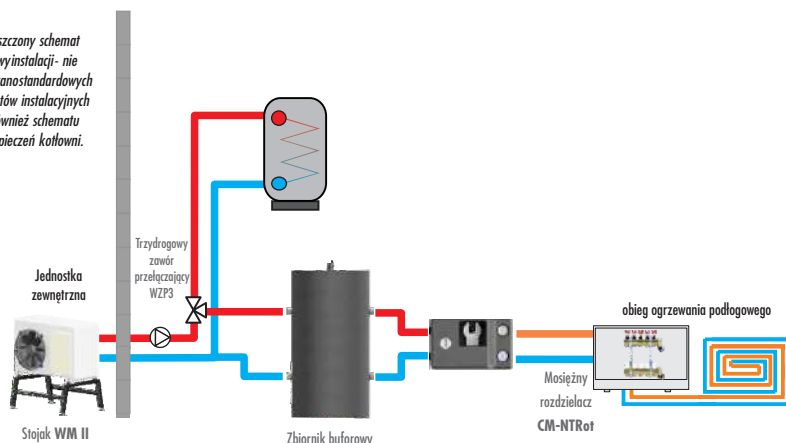 szczony schemat
wyinstalacji- nie
anostandardowych
tów instalacyjnych
wnież schematu
pieczeń kotłowni.
Trzydrogowy
zawór
przełączający
WZP3
Jednostka
zewnętrzna
obieg ogrzewania podłogowego
Mosiężny
rozdzielacz
CM-NTRot
Stojak WM II
Zbiornik buforowy